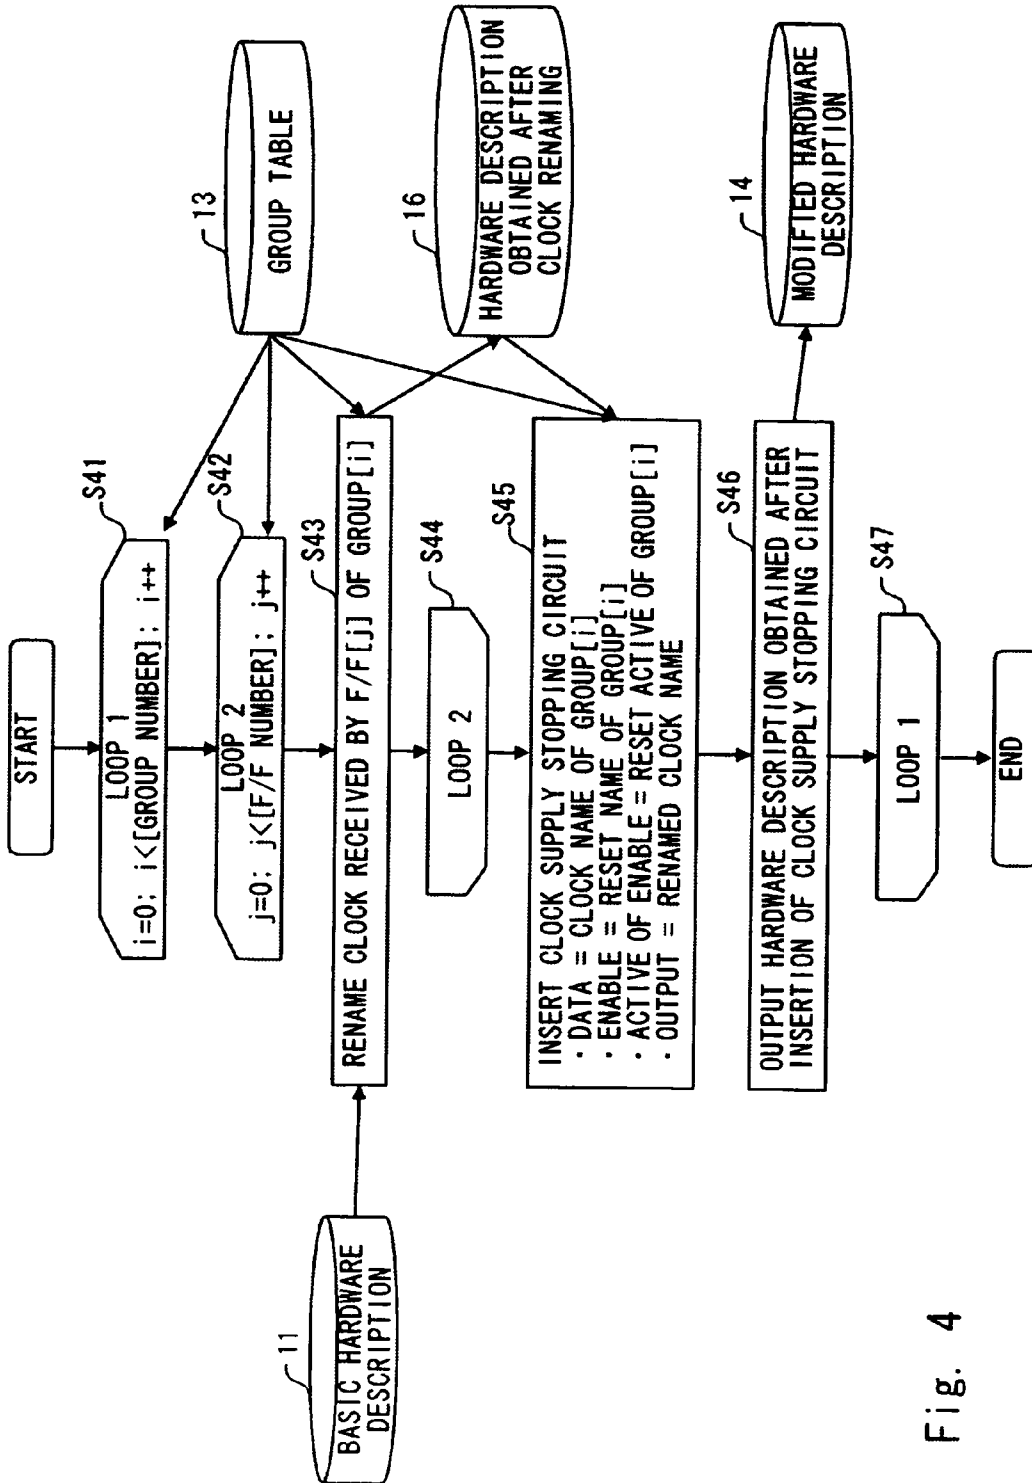 START
LOOP 1
i=0; i<[GROUP NUMBER]; i++
S41
LOOP 2
j=0; j<[F/F NUMBER]; j++
S42
13
GROUP TABLE
11
BASIC HARDWARE
DESCRIPTION
RENAME CLOCK RECEIVED BY F/F[j] OF GROUP[i]
S43
16
HARDWARE DESCRIPTION
OBTAINED AFTER
CLOCK RENAMING
LOOP 2
S44
INSERT CLOCK SUPPLY STOPPING CIRCUIT
· DATA = CLOCK NAME OF GROUP[i]
· ENABLE = RESET NAME OF GROUP[i]
· ACTIVE OF ENABLE = RESET ACTIVE OF GROUP[i]
· OUTPUT = RENAMED CLOCK NAME
S45
OUTPUT HARDWARE DESCRIPTION OBTAINED AFTER
INSERTION OF CLOCK SUPPLY STOPPING CIRCUIT
S46
14
MODIFIED HARDWARE
DESCRIPTION
LOOP 1
S47
END
Fig. 4